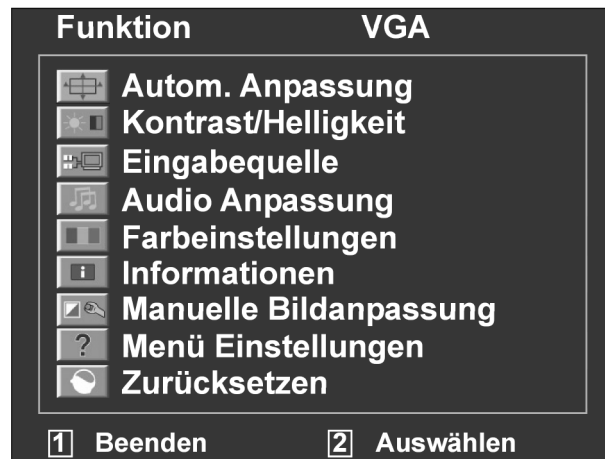 Funktion VGA
Autom. Anpassung
Kontrast/Helligkeit
Eingabequelle
Audio Anpassung
Farbeinstellungen
Informationen
Manuelle Bildanpassung
? Menü Einstellungen
Zurücksetzen
1 Beenden 2 Auswählen